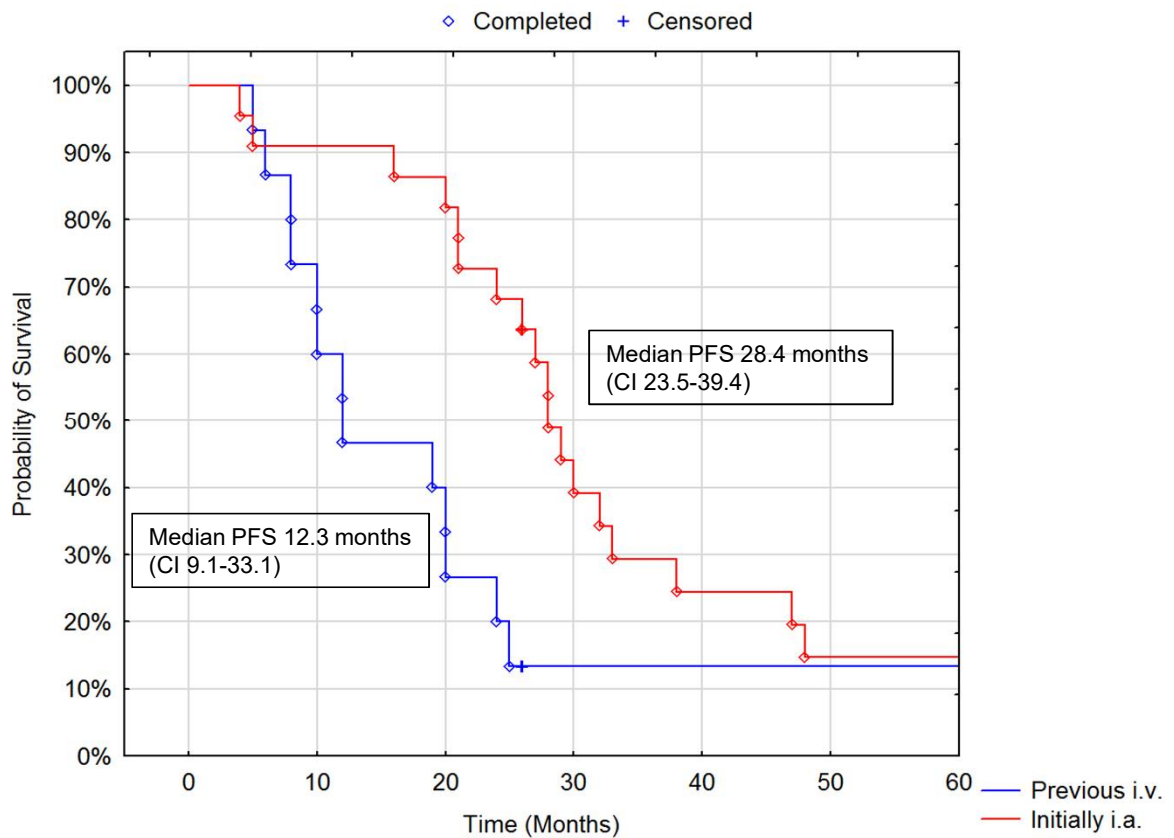 Completed Censored
100%
90%
80%
70%
60%
50%
40%
30%
20%
10%
0%
Probability of Survival
Median PFS 28.4 months
(CI 23.5-39.4)
Median PFS 12.3 months
(CI 9.1-33.1)
0 10 20 30 40 50 60
Time (Months)
Previous i.v.
Initially i.a.